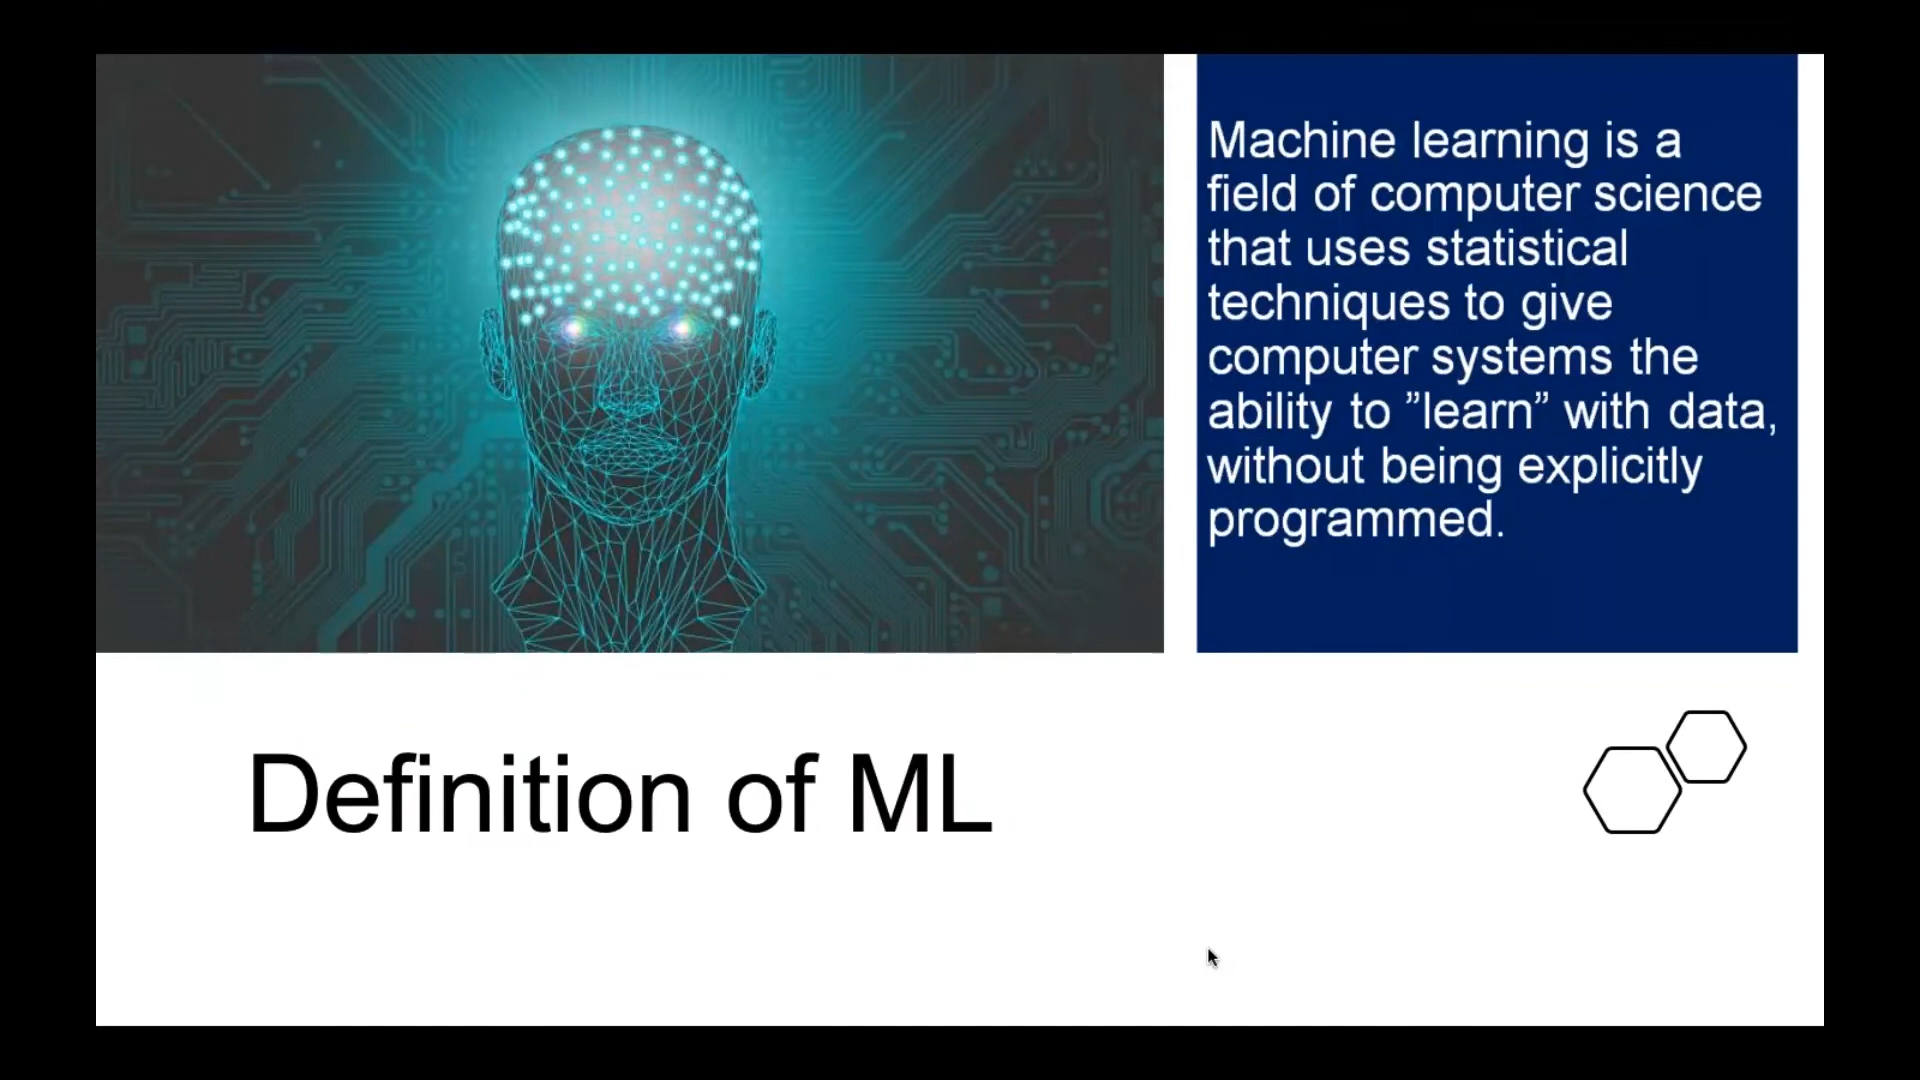 Machine learning is a
field of computer science
that uses statistical
techniques to give
computer systems the
ability to ”learn” with data,
without being explicitly
programmed.
Definition of ML